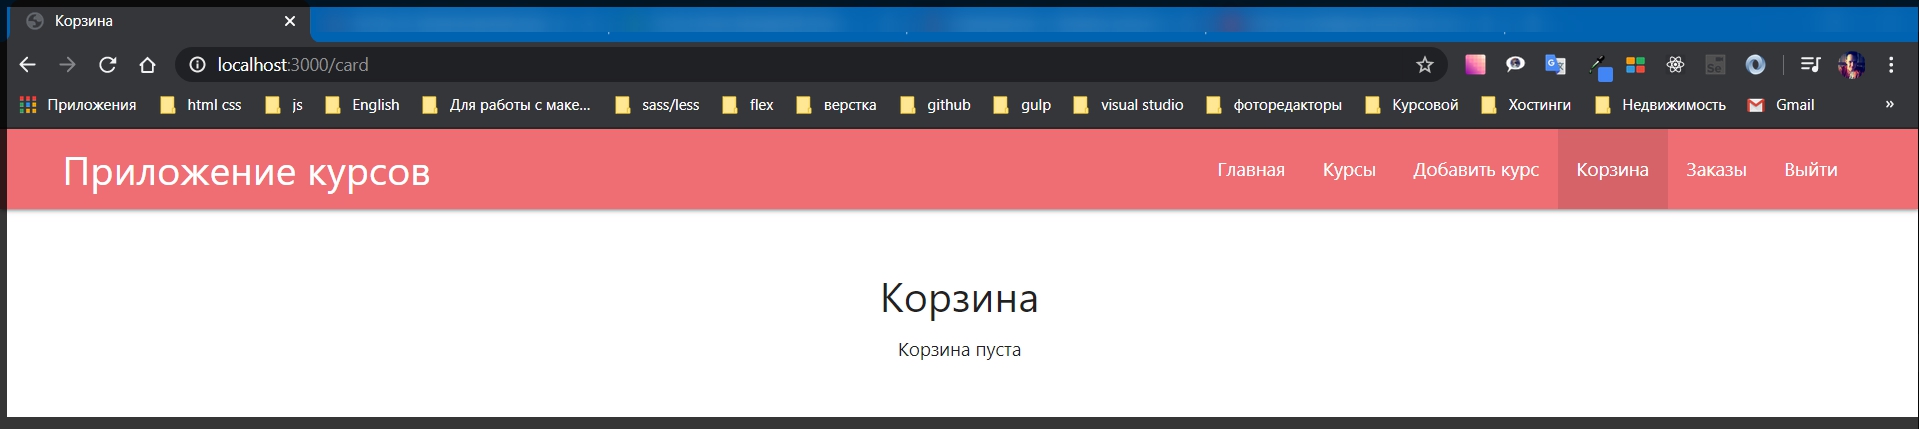 Корзина
localhost:3000/card
Приложения html css js English Для работы с маке... sass/less flex верстка github gulp visual studio фоторедакторы Курсовой Хостинги Недвижимость Gmail »
Приложение курсов Главная Курсы Добавить курс Корзина Заказы Выйти
Корзина
Корзина пуста